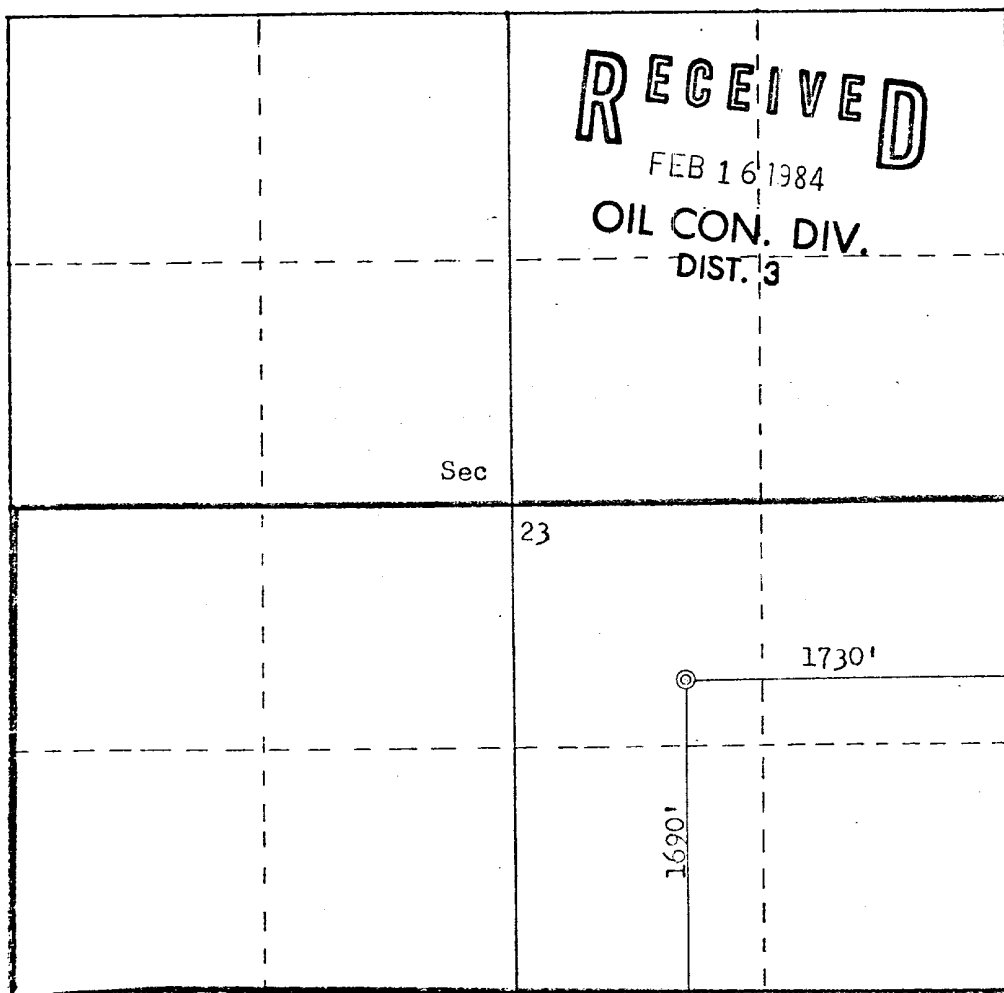 RECEIVED
FEB 16 1984
OIL CON. DIV.
DIST. 3
Sec
23
1730'
1690'